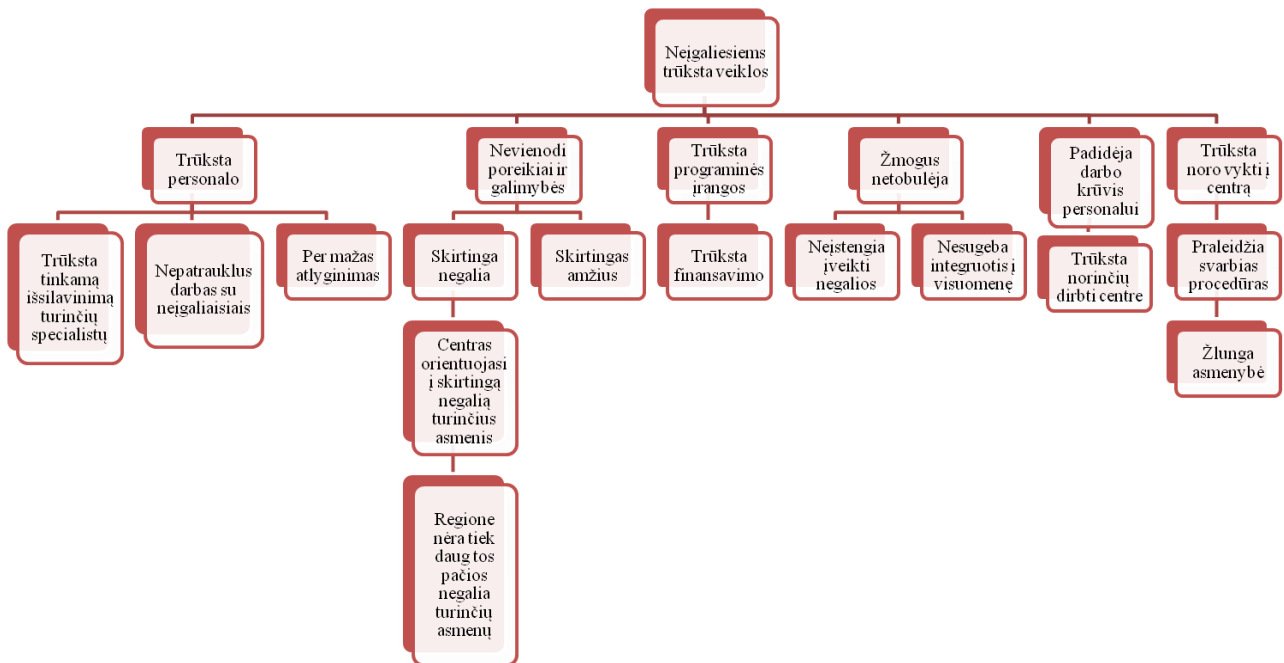 Neįgaliesiems
trūksta veiklos
Trūksta
personalo
Nevienodi
poreikiai ir
galimybės
Trūksta
programinės
įrangos
Žmogus
netobulėja
Padidėja
darbo
krūvis
personalui
Trūksta
noro vykti į
centrą
Trūksta
tinkamą
išsilavinimą
turinčių
specialistų
Nepatrauklus
darbas su
neįgaliaisiais
Per mažas
atlyginimas
Skirtinga
negalia
Skirtingas
amžius
Trūksta
finansavimo
Neįstengia
įveikti
negalios
Nesugeba
integruotis į
visuomenę
Trūksta
norinčių
dirbti centre
Praleidžia
svarbias
procedūras
Centras
orientuojasi
į skirtingą
negalią
turinčius
asmenis
Žlunga
asmenybė
Regione
nėra tiek
daug tos
pačios
negalia
turinčių
asmenų